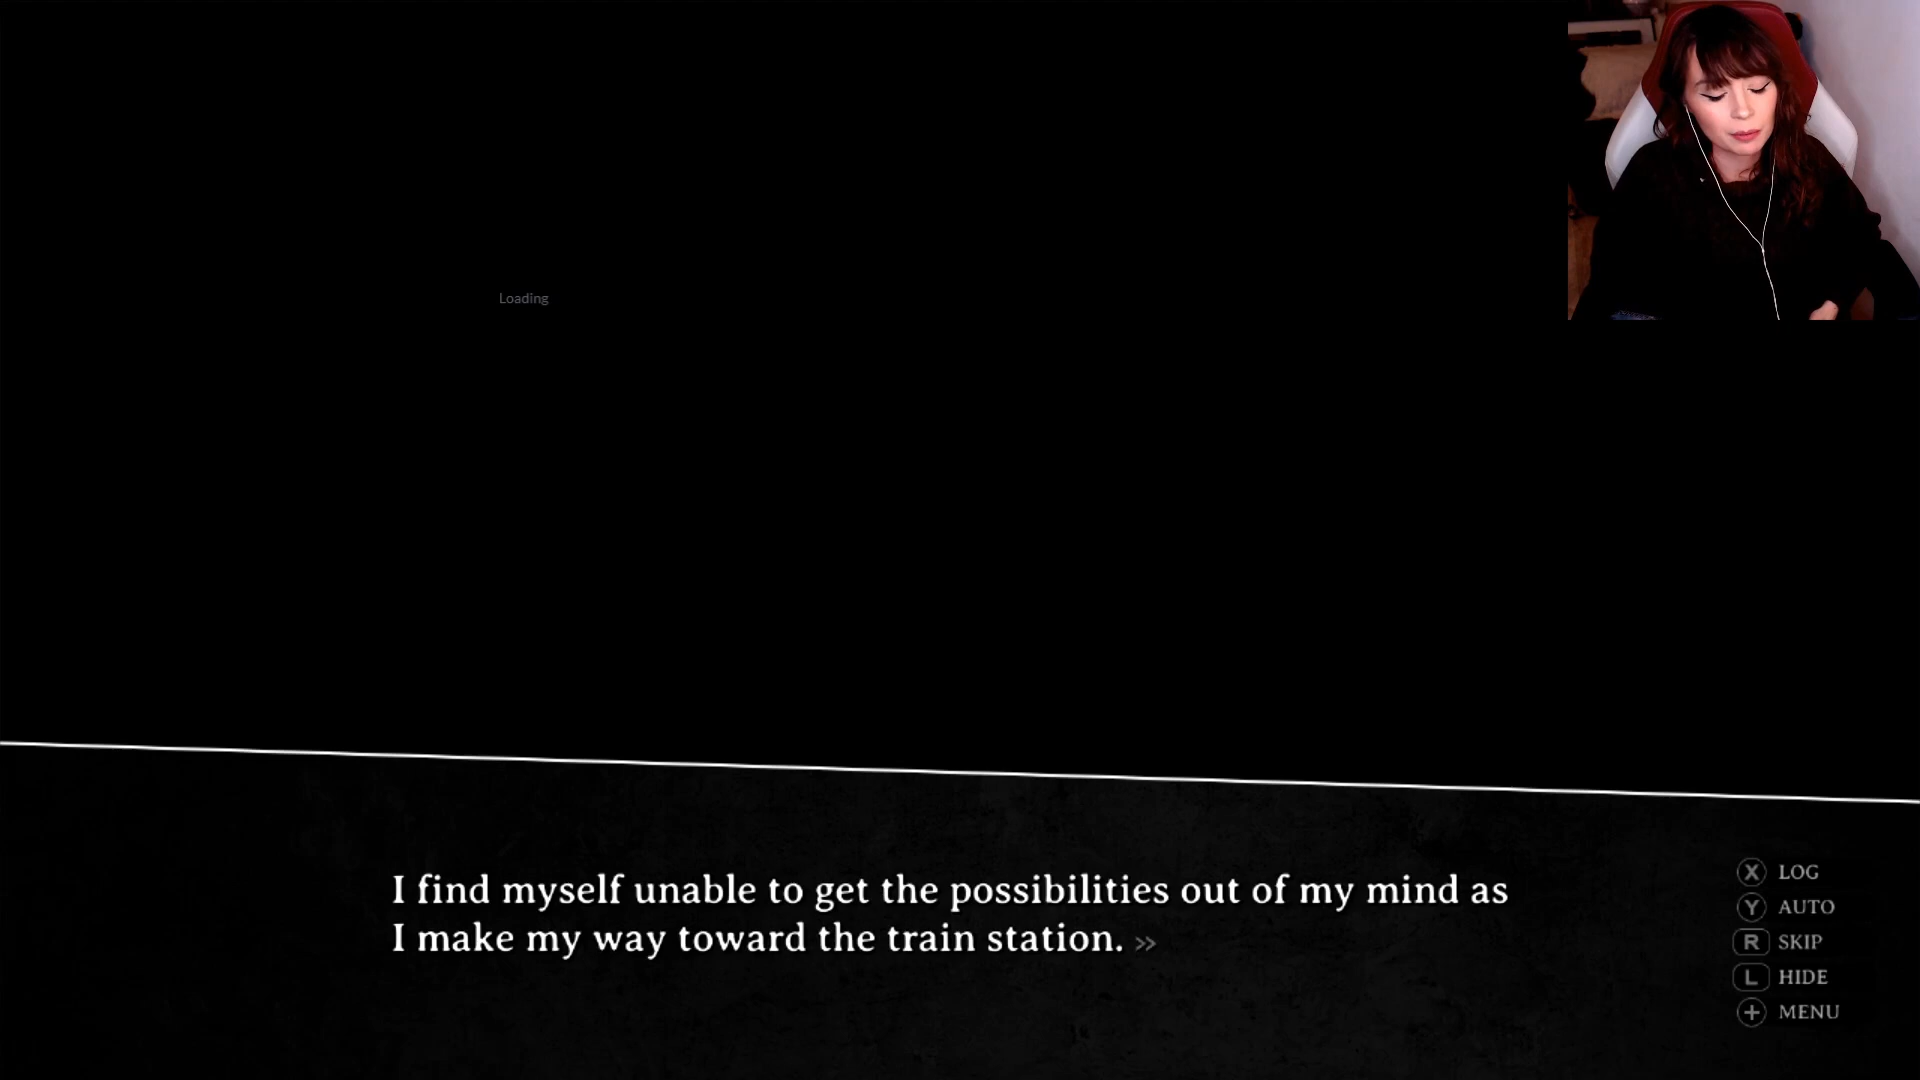 Loading
I find myself unable to get the possibilities out of my mind as
I make my way toward the train station. »
X LOG
Y AUTO
R SKIP
L HIDE
+ MENU